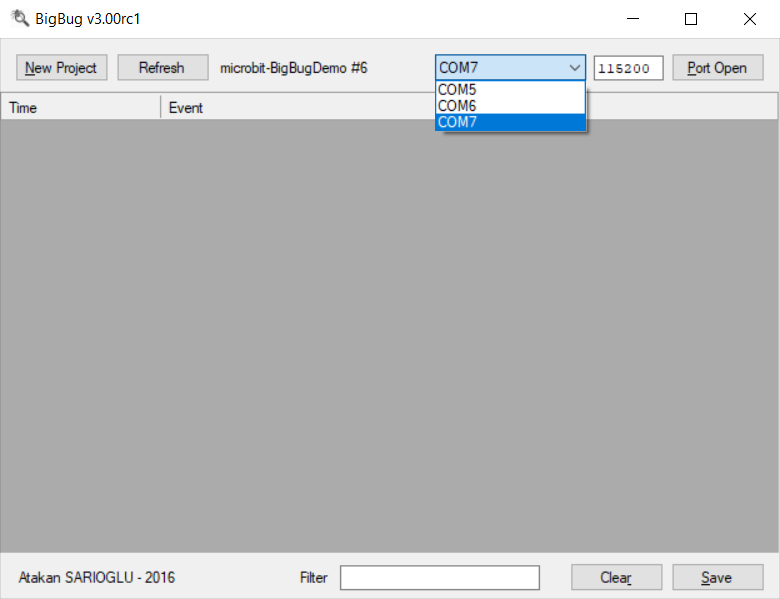 BigBug v3.00rc1
New Project Refresh microbit-BigBugDemo #6 COM7 115200 Port Open
COM5
COM6
COM7
Time Event
Atakan SARIOGLU - 2016 Filter Clear Save